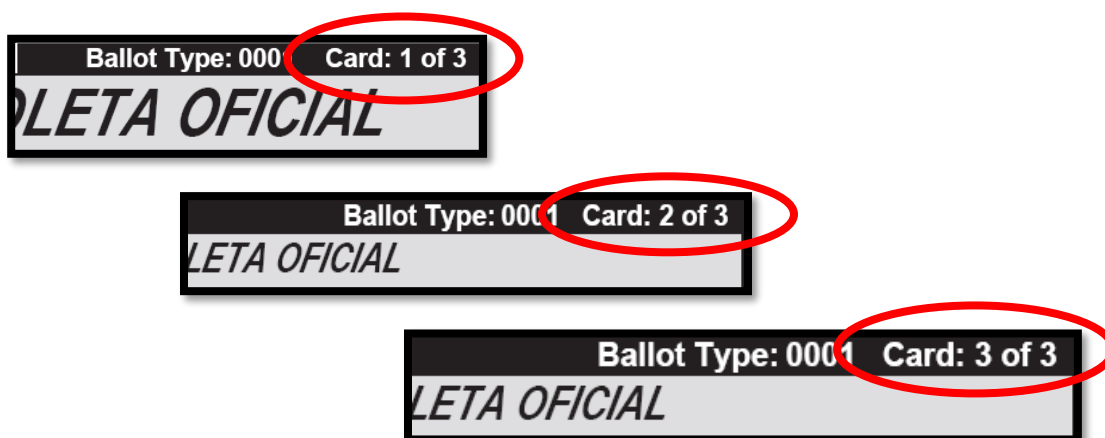 Ballot Type: 0001 Card: 1 of 3
OLETA OFICIAL
Ballot Type: 0001 Card: 2 of 3
LETA OFICIAL
Ballot Type: 0001 Card: 3 of 3
LETA OFICIAL